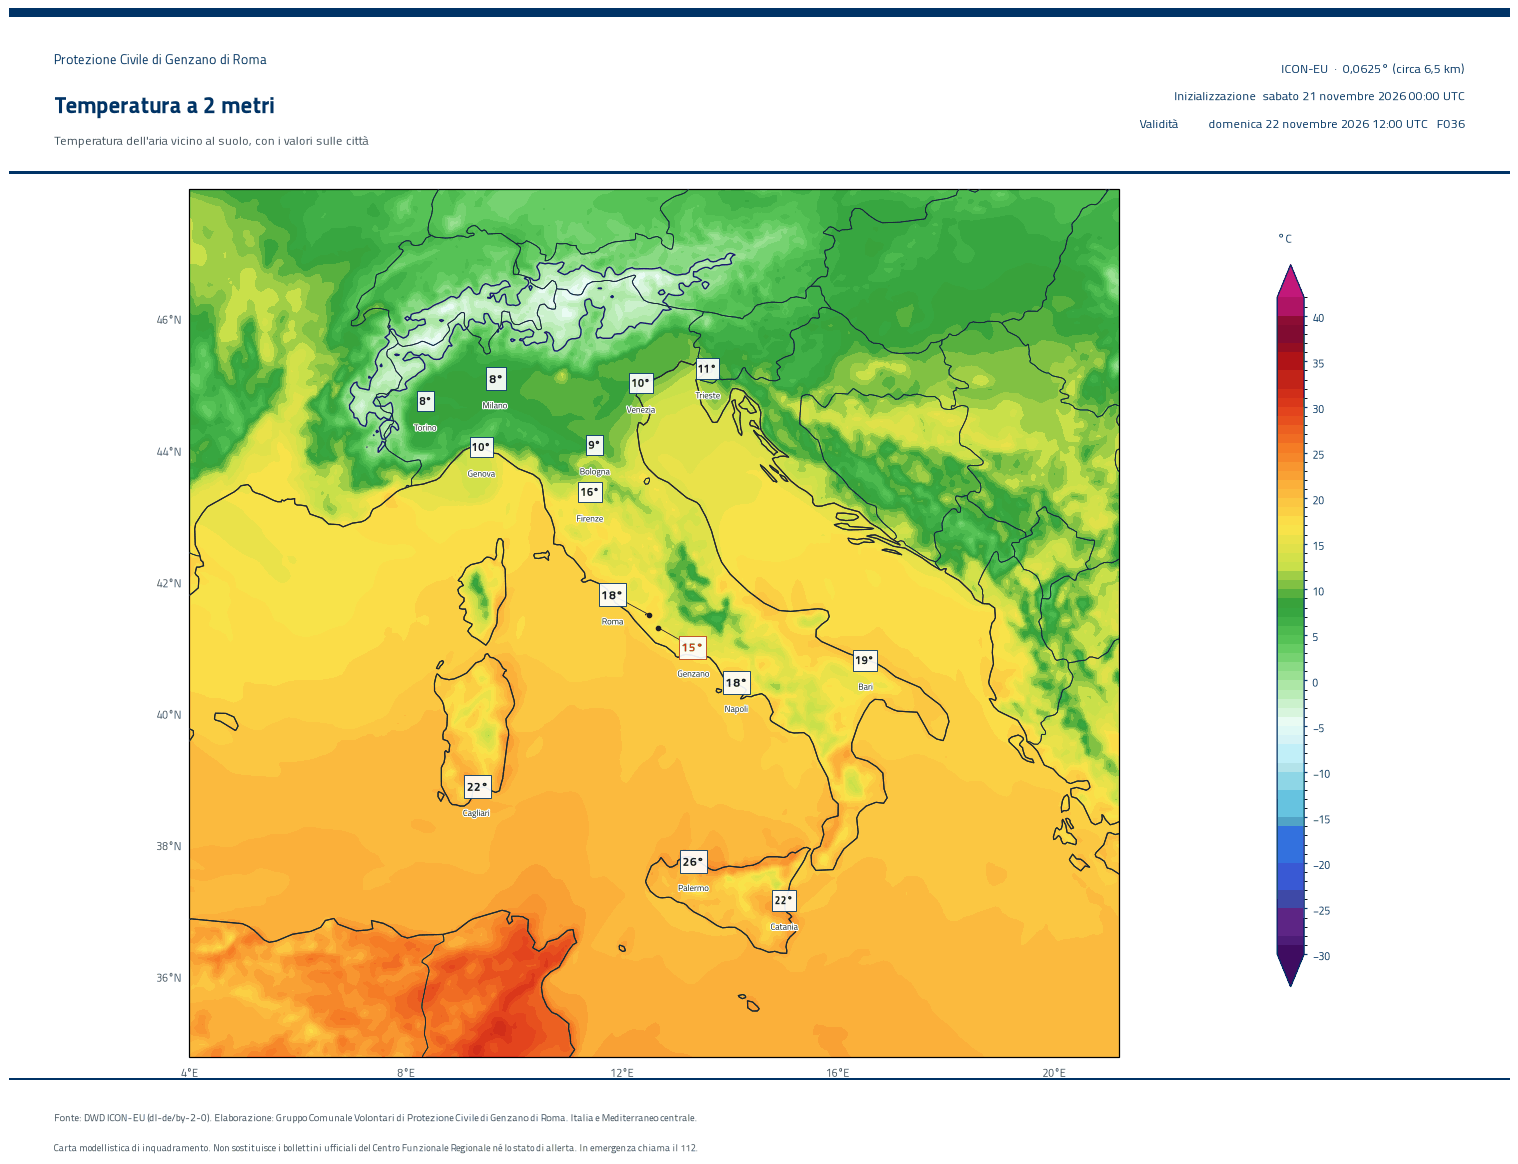 Protezione Civile di Genzano di Roma
Temperatura a 2 metri
Temperatura dell'aria vicino al suolo, con i valori sulle città
ICON-EU · 0,0625° (circa 6,5 km)
Inizializzazione sabato 21 novembre 2026 00:00 UTC
Validità domenica 22 novembre 2026 12:00 UTC F036
°C
40
35
30
25
20
15
10
5
0
−5
−10
−15
−20
−25
−30
46°N
44°N
42°N
40°N
38°N
36°N
4°E
8°E
12°E
16°E
20°E
11°
Trieste
10°
Venezia
8°
Milano
8°
Torino
10°
Genova
9°
Bologna
16°
Firenze
18°
Roma
15°
Genzano
18°
Napoli
19°
Bari
22°
Cagliari
26°
Palermo
22°
Catania
Fonte: DWD ICON-EU (dl-de/by-2-0). Elaborazione: Gruppo Comunale Volontari di Protezione Civile di Genzano di Roma. Italia e Mediterraneo centrale.
Carta modellistica di inquadramento. Non sostituisce i bollettini ufficiali del Centro Funzionale Regionale né lo stato di allerta. In emergenza chiama il 112.